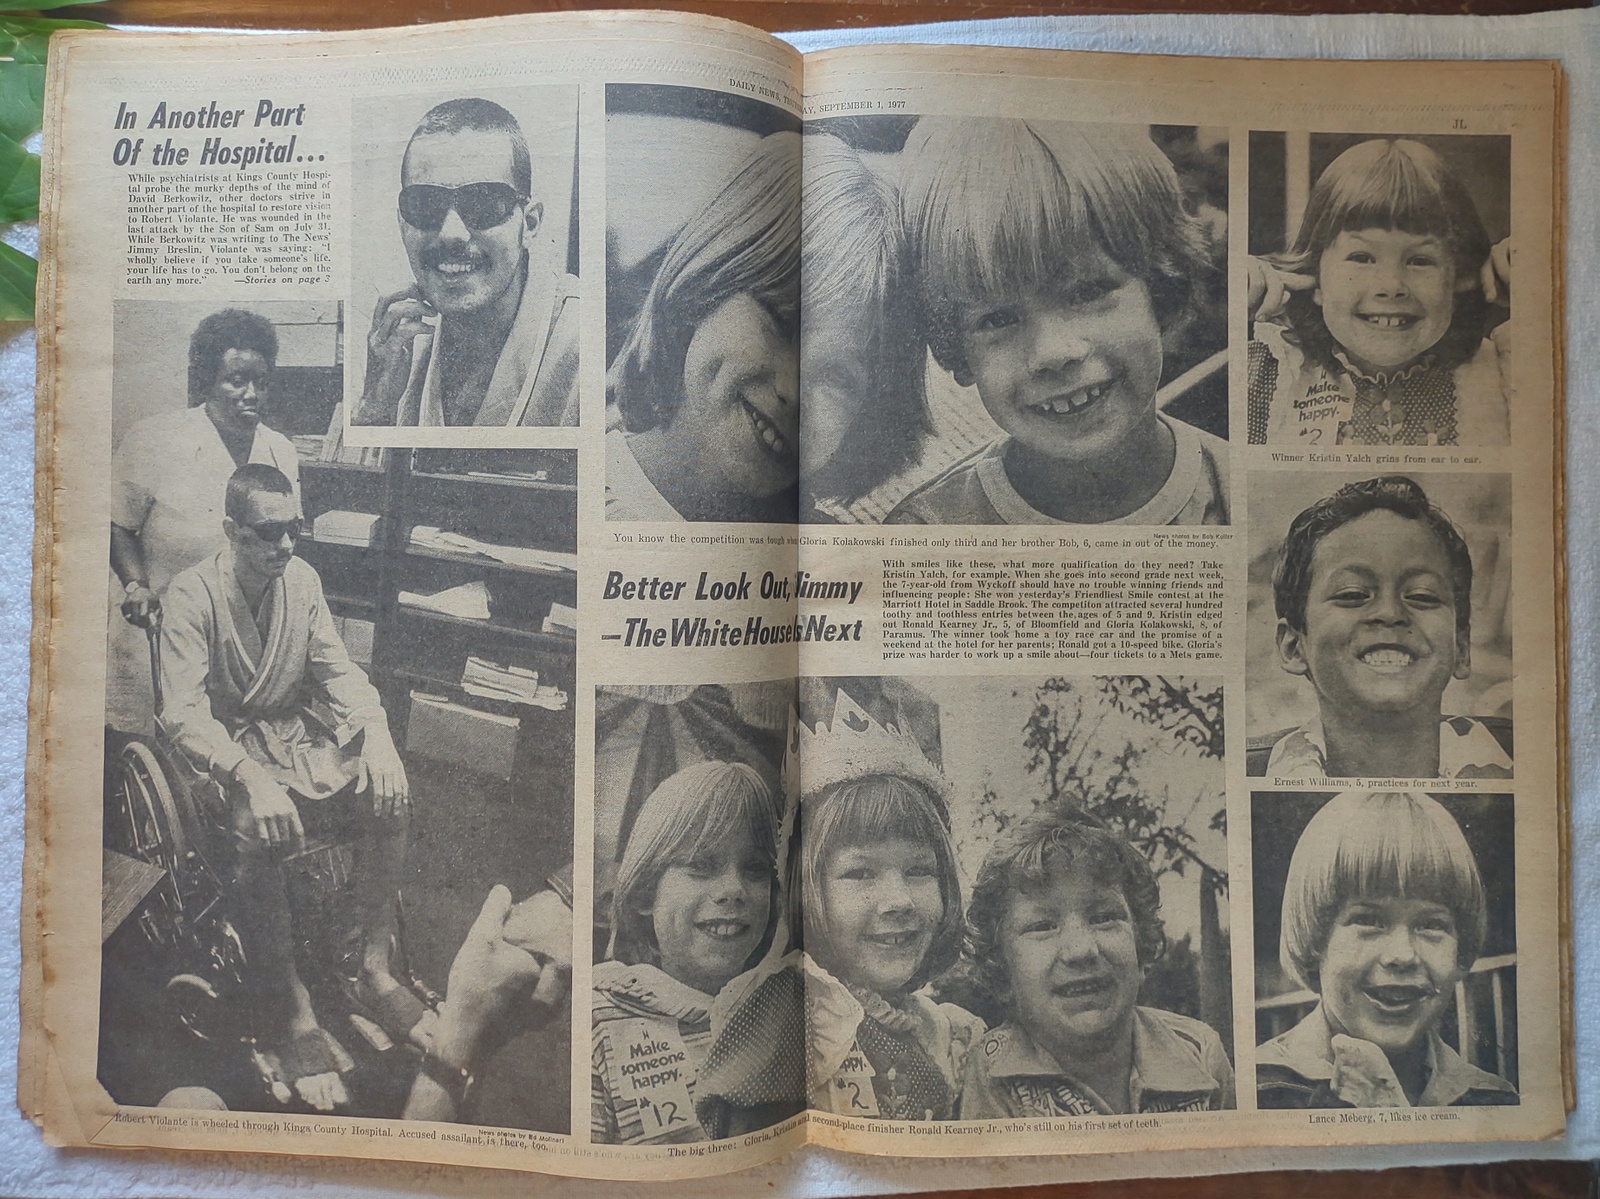 DAILY NEWS, THURSDAY, SEPTEMBER 1, 1977
JL
In Another Part
Of the Hospital...
While psychiatrists at Kings County Hospi-
tal probe the murky depths of the mind of
David Berkowitz, other doctors strive in
another part of the hospital to restore vision
to Robert Violante. He was wounded in the
last attack by the Son of Sam on July 31.
While Berkowitz was writing to The News'
Jimmy Breslin, Violante was saying: "I
wholly believe if you take someone's life,
your life has to go. You don't belong on the
earth any more." —Stories on page 3
News photos by Ed Molinari
Robert Violante is wheeled through Kings County Hospital. Accused assailant is there, too.
News photos by Bob Koller
You know the competition was tough when Gloria Kolakowski finished only third and her brother Bob, 6, came in out of the money.
Better Look Out, Jimmy
—The White House Is Next
With smiles like these, what more qualification do they need? Take
Kristin Yalch, for example. When she goes into second grade next week,
the 7-year-old from Wyckoff should have no trouble winning friends and
influencing people: She won yesterday's Friendliest Smile contest at the
Marriott Hotel in Saddle Brook. The competiton attracted several hundred
toothy and toothless entries between the ages of 5 and 9. Kristin edged
out Ronald Kearney Jr., 5, of Bloomfield and Gloria Kolakowski, 8, of
Paramus. The winner took home a toy race car and the promise of a
weekend at the hotel for her parents; Ronald got a 10-speed bike. Gloria's
prize was harder to work up a smile about—four tickets to a Mets game.
Make
someone
happy.
#12
ppy.
2
The big three: Gloria, Kristin and second-place finisher Ronald Kearney Jr., who's still on his first set of teeth.
Make
someone
happy.
#2
Winner Kristin Yalch grins from ear to ear.
Ernest Williams, 5, practices for next year.
Lance Meberg, 7, likes ice cream.